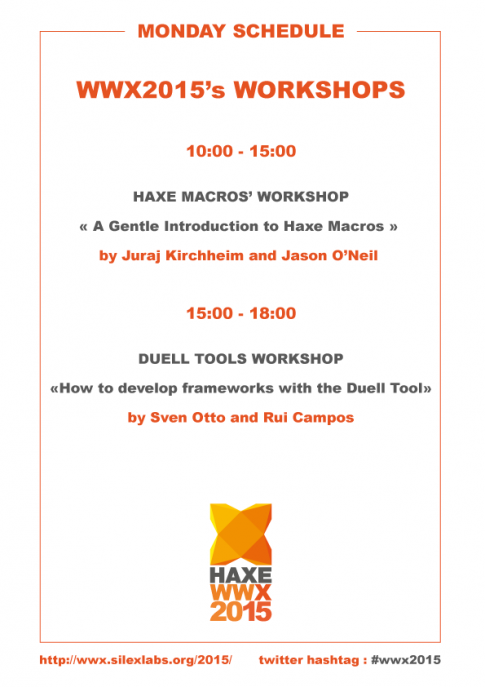 MONDAY SCHEDULE
WWX2015’s WORKSHOPS
10:00 - 15:00
HAXE MACROS’ WORKSHOP
« A Gentle Introduction to Haxe Macros »
by Juraj Kirchheim and Jason O’Neil
15:00 - 18:00
DUELL TOOLS WORKSHOP
«How to develop frameworks with the Duell Tool»
by Sven Otto and Rui Campos
HAXE
WWX
2015
http://wwx.silexlabs.org/2015/ twitter hashtag : #wwx2015